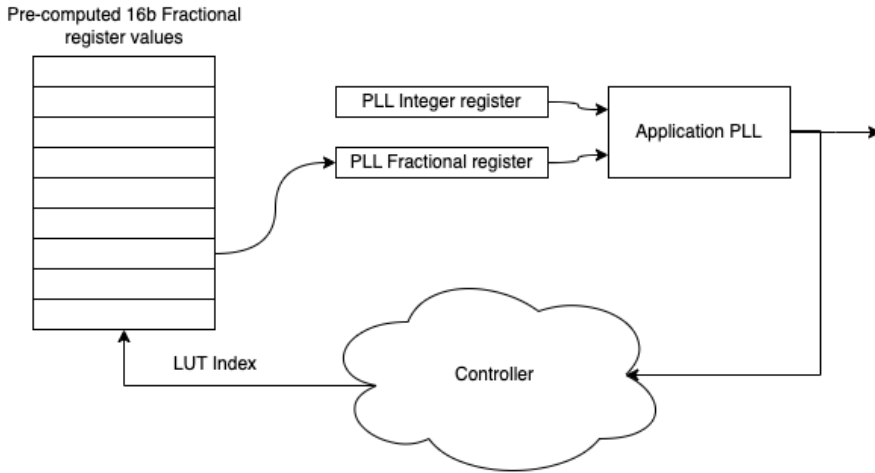 Pre-computed 16b Fractional
register values
PLL Integer register
PLL Fractional register
Application PLL
LUT Index
Controller